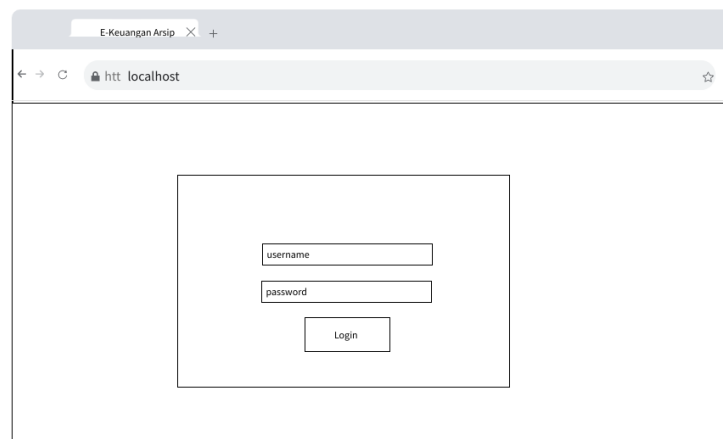 E-Keuangan Arsip
htt localhost
username
password
Login